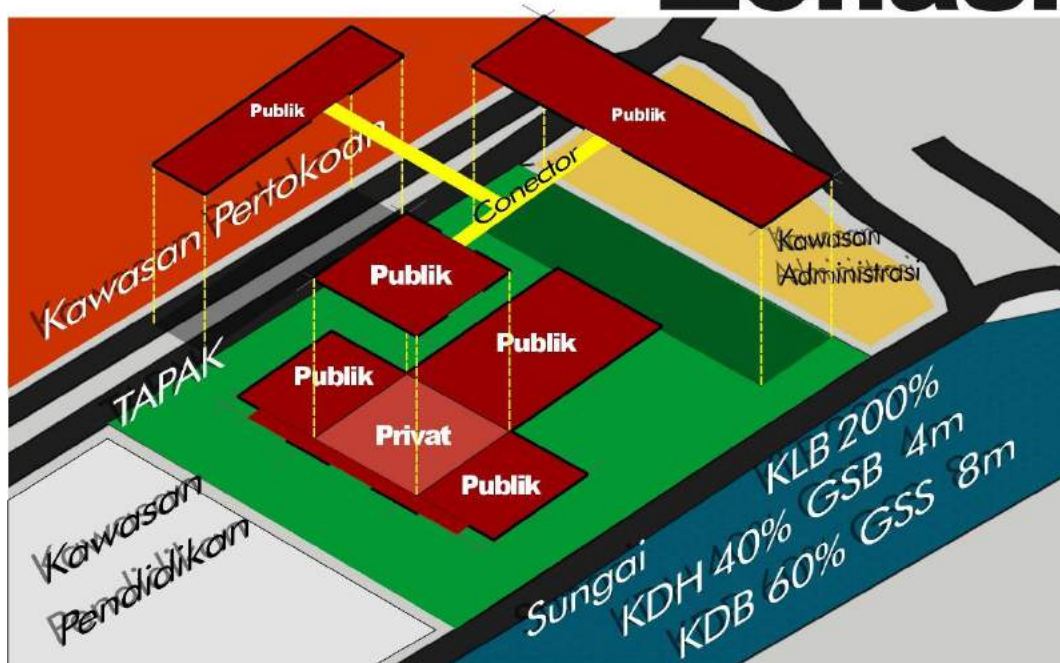 Publik
Publik
Kawasan Pertokoan
Conector
Kawasan
Administrasi
Publik
Publik
TAPAK
Publik
Privat
Publik
KLB 200%
KDH 40% GSB 4m
KDB 60% GSS 8m
Sungai
Kawasan
Pendidikan